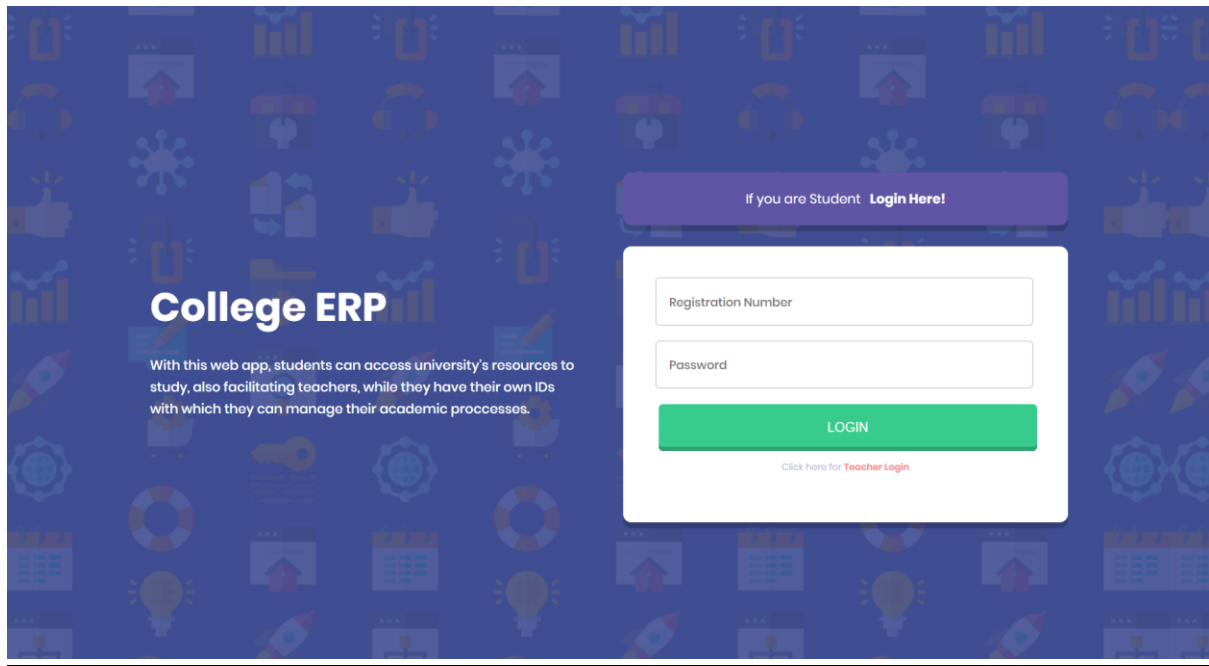 If you are Student Login Here!
College ERP
With this web app, students can access university's resources to
study, also facilitating teachers, while they have their own IDs
with which they can manage their academic proccesses.
Registration Number
Password
LOGIN
Click here for Teacher Login